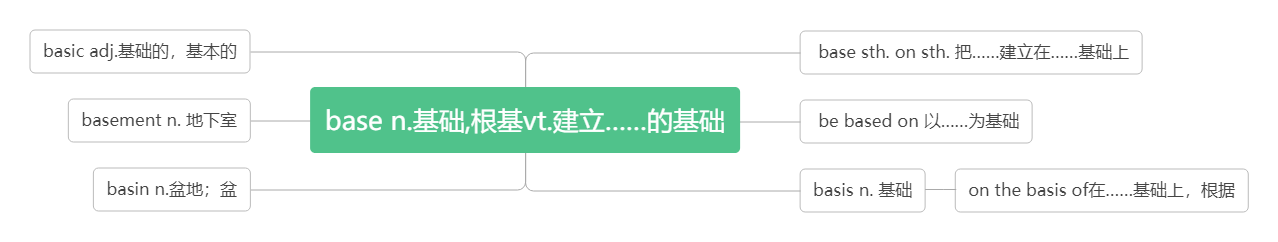 basic adj.基础的，基本的
basement n. 地下室
basin n.盆地；盆
base n.基础,根基vt.建立……的基础
base sth. on sth. 把……建立在……基础上
be based on 以……为基础
basis n. 基础
on the basis of在……基础上，根据